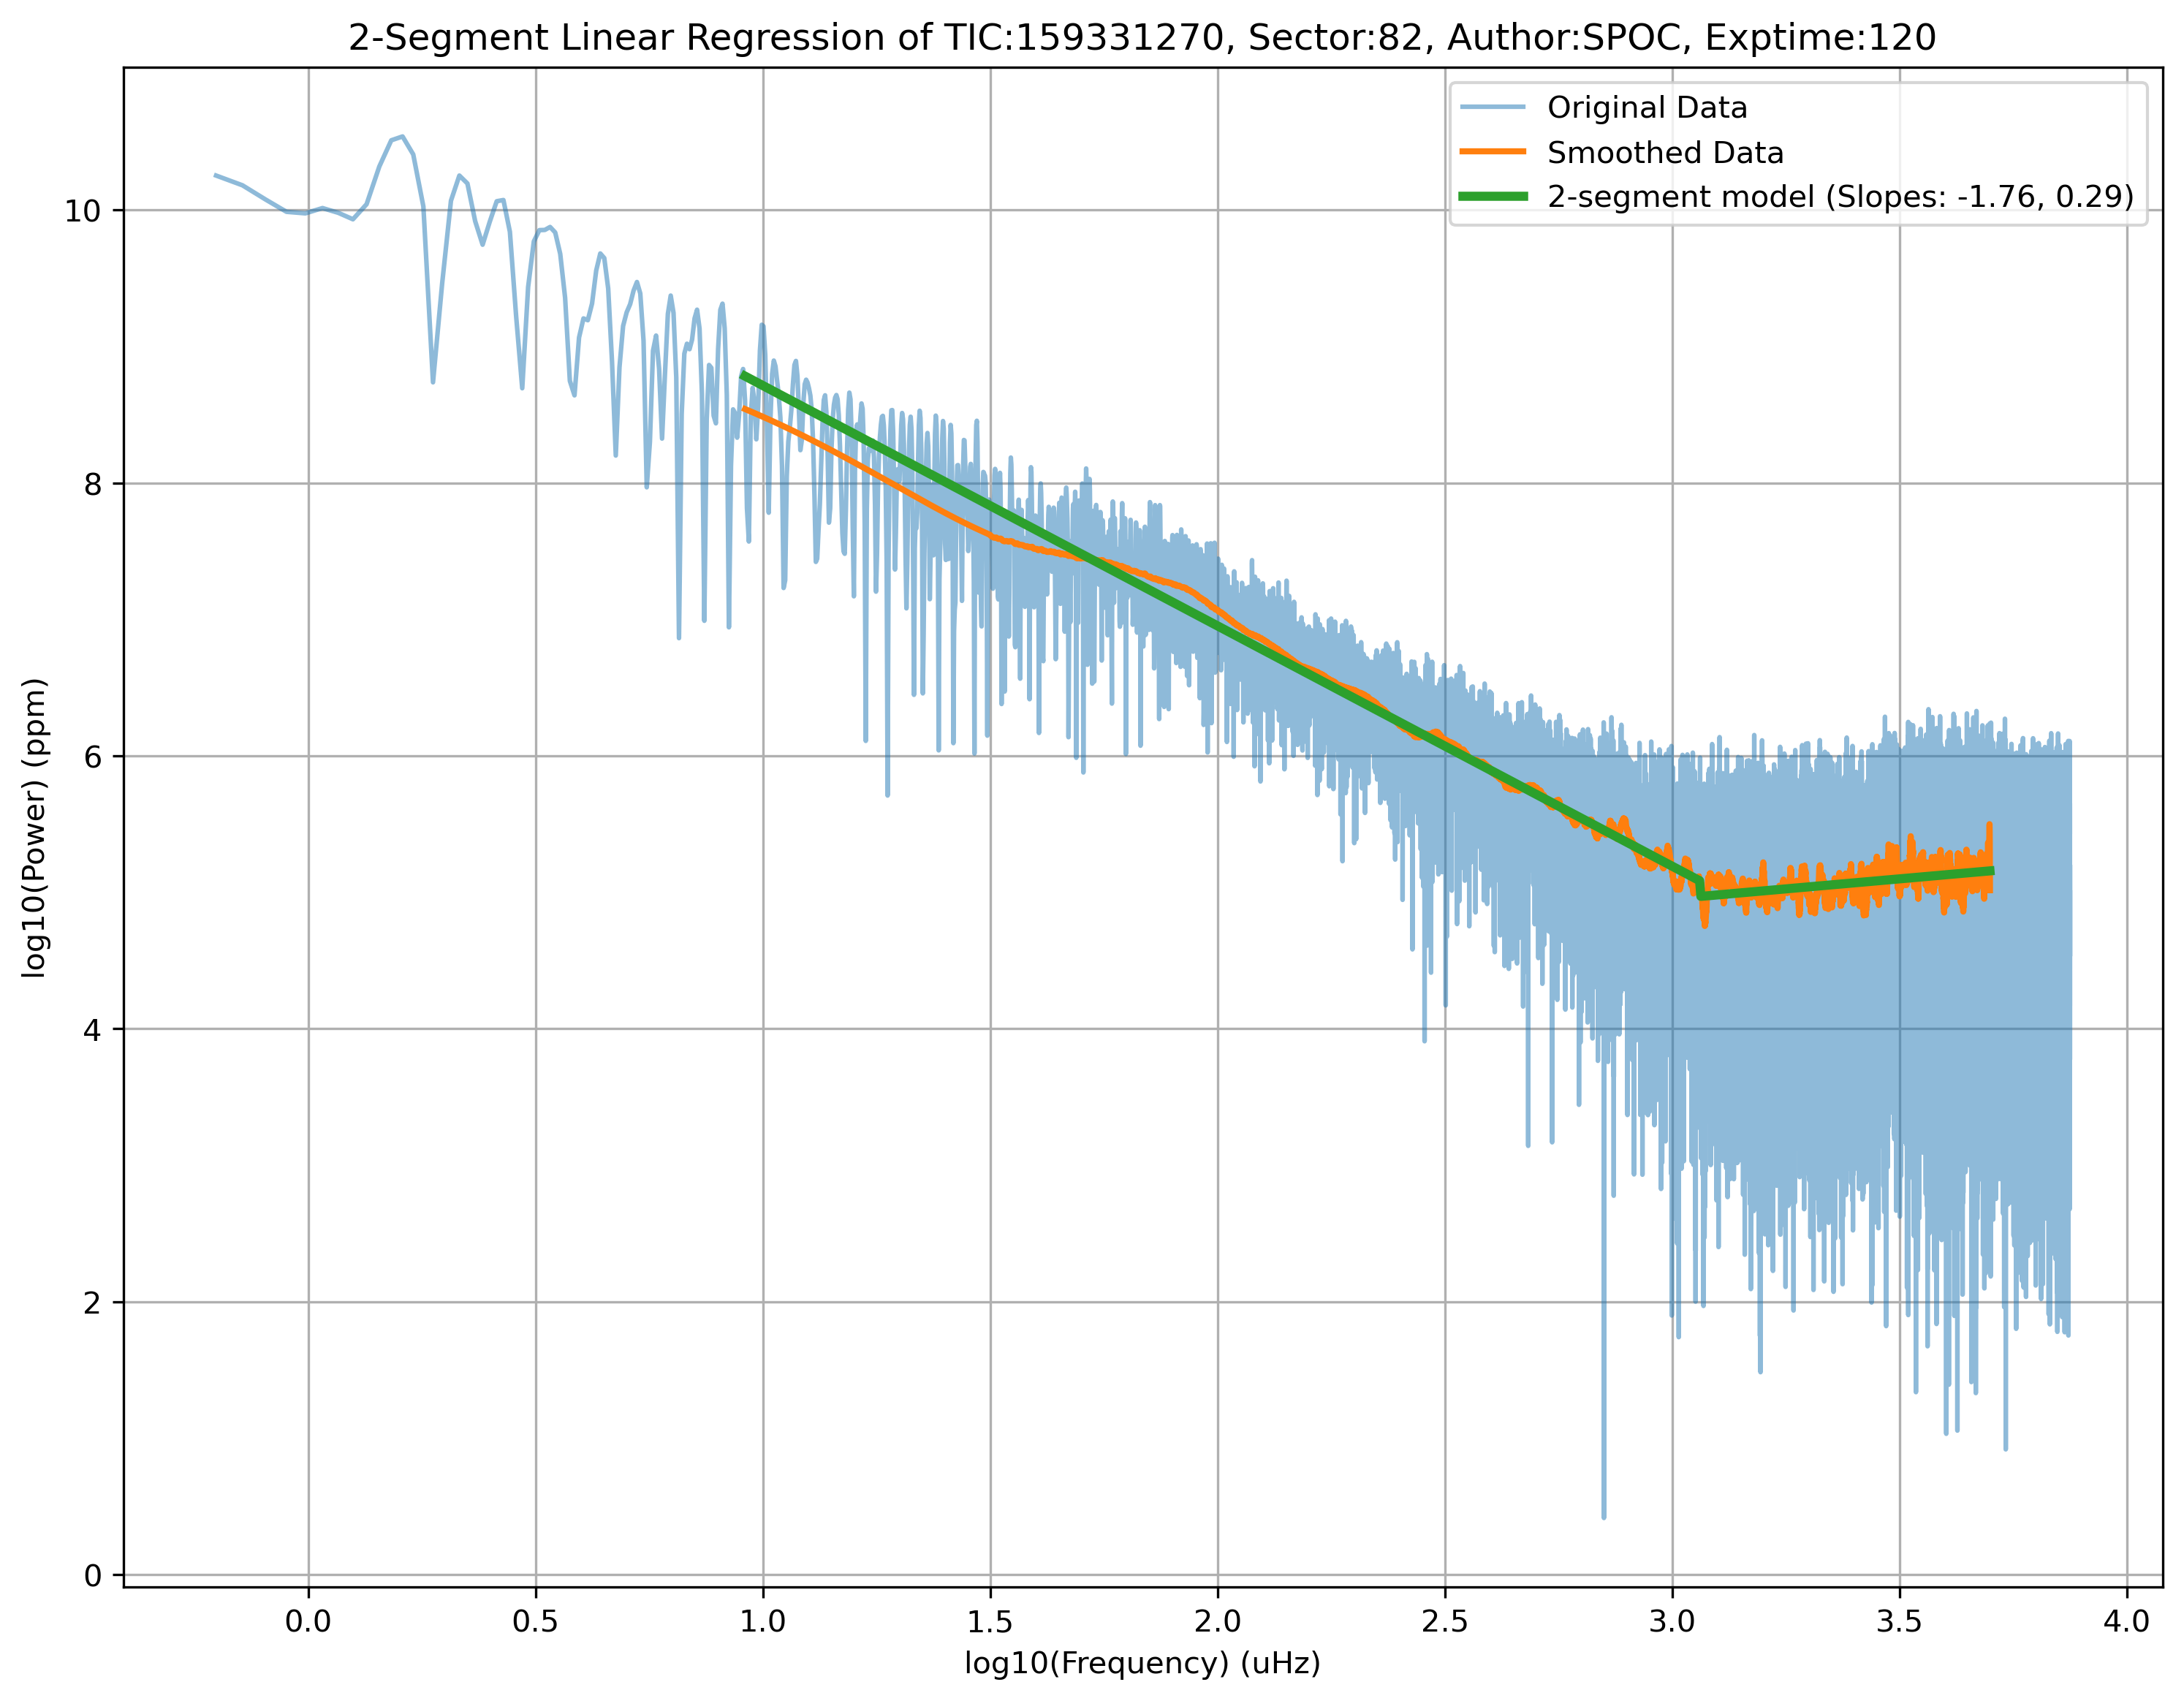 2-Segment Linear Regression of TIC:159331270, Sector:82, Author:SPOC, Exptime:120
Original Data
Smoothed Data
2-segment model (Slopes: -1.76, 0.29)
log10(Power) (ppm)
10
8
6
4
2
0
0.0 0.5 1.0 1.5 2.0 2.5 3.0 3.5 4.0
log10(Frequency) (uHz)